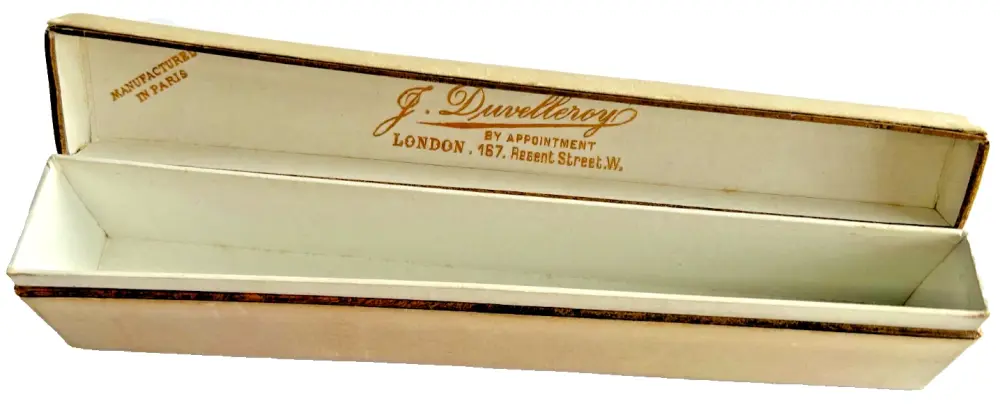 MANUFACTURED
IN PARIS
J. Duvelleroy
BY APPOINTMENT
LONDON. 167. Regent Street.W.